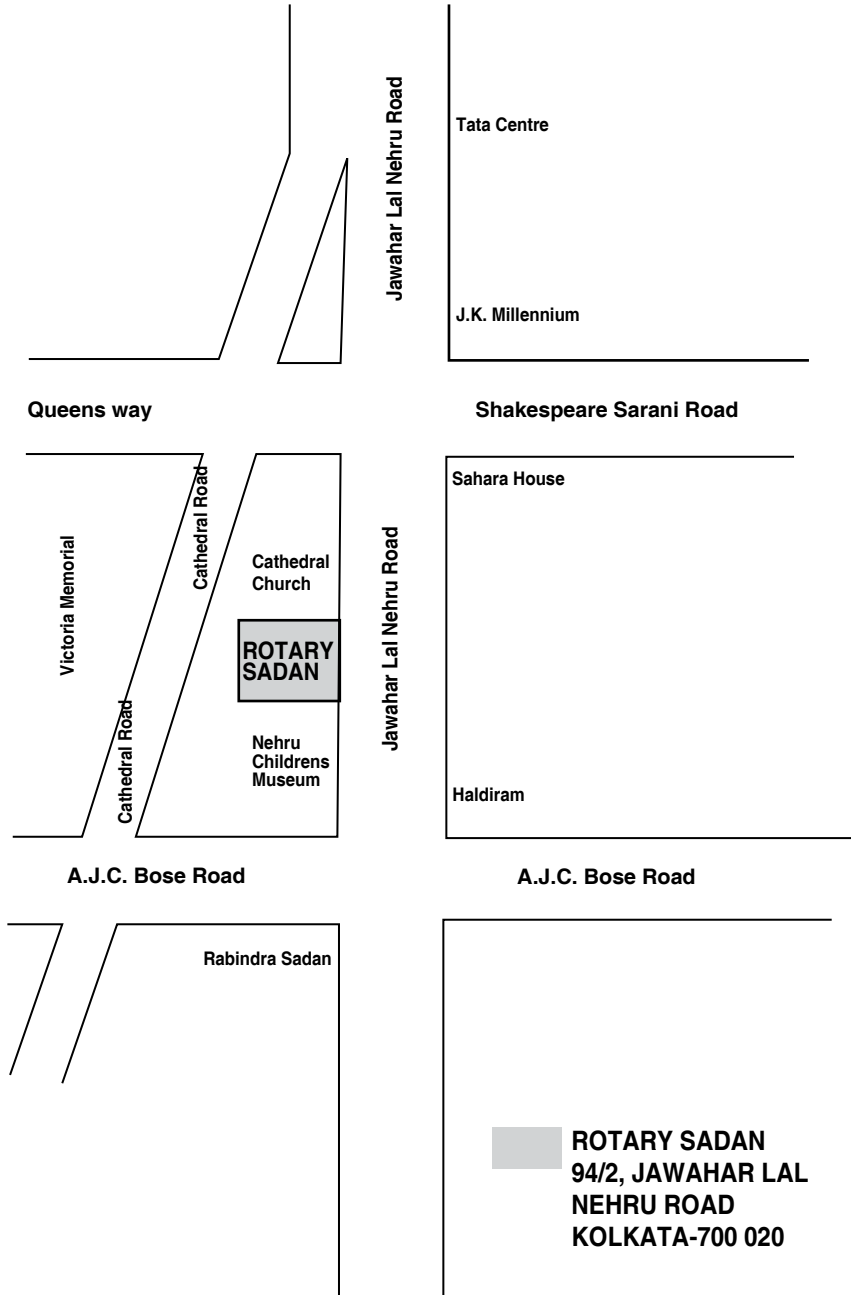 Jawahar Lal Nehru Road
Tata Centre
J.K. Millennium
Queens way
Shakespeare Sarani Road
Cathedral Road
Sahara House
Victoria Memorial
Cathedral
Church
Jawahar Lal Nehru Road
ROTARY
SADAN
Cathedral Road
Nehru
Childrens
Museum
Haldiram
A.J.C. Bose Road
A.J.C. Bose Road
Rabindra Sadan
ROTARY SADAN
94/2, JAWAHAR LAL
NEHRU ROAD
KOLKATA-700 020